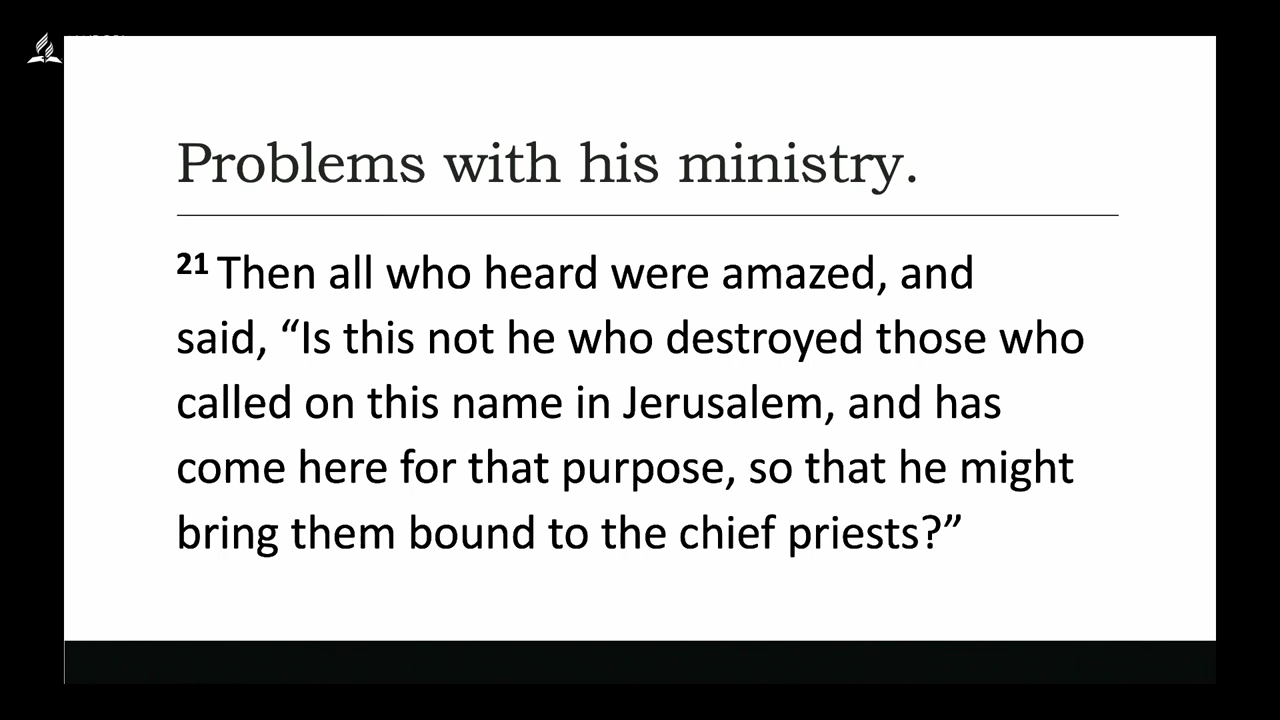 Problems with his ministry.
21 Then all who heard were amazed, and
said, “Is this not he who destroyed those who
called on this name in Jerusalem, and has
come here for that purpose, so that he might
bring them bound to the chief priests?”